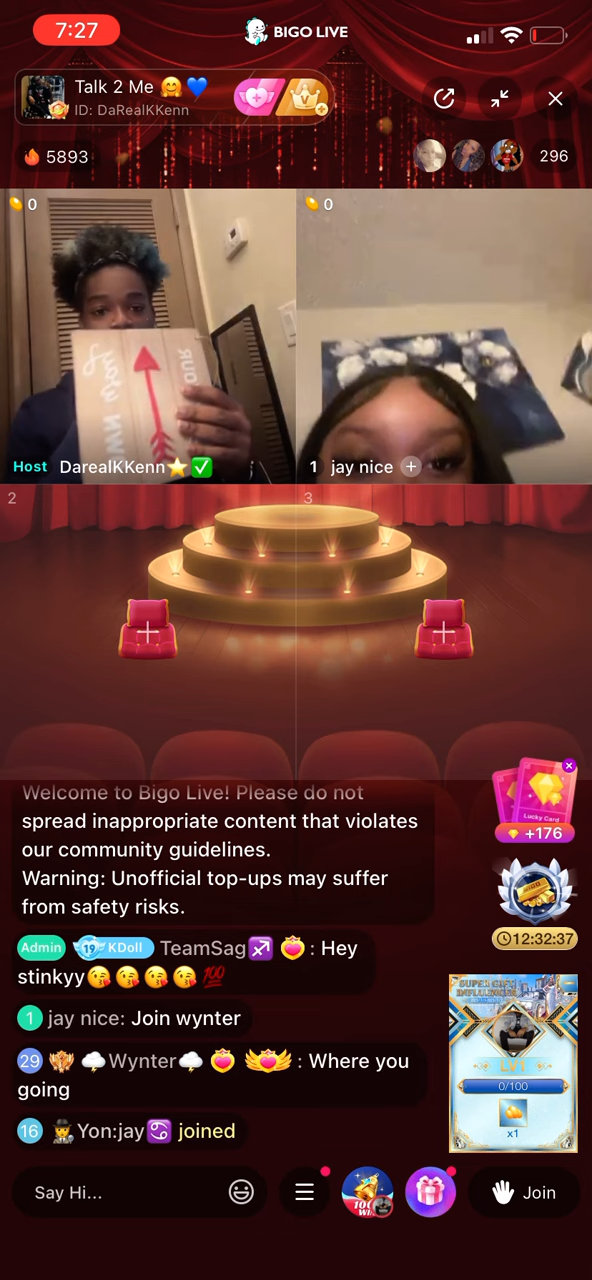 7:27
BIGO LIVE
Talk 2 Me 🤗💙
ID: DaRealKKenn
5893
296
0
0
OUR
Host DarealKKenn⭐✅
1 jay nice
2
3
Welcome to Bigo Live! Please do not
spread inappropriate content that violates
our community guidelines.
Warning: Unofficial top-ups may suffer
from safety risks.
Lucky Card
+176
12:32:37
Admin 19 KDoll TeamSag♐ : Hey
stinkyy😘😘😘😘💯
1 jay nice: Join wynter
29 🌩Wynter🌩 : Where you
going
16 Yon:jay♋ joined
LV1
0/100
x1
Say Hi...
Join